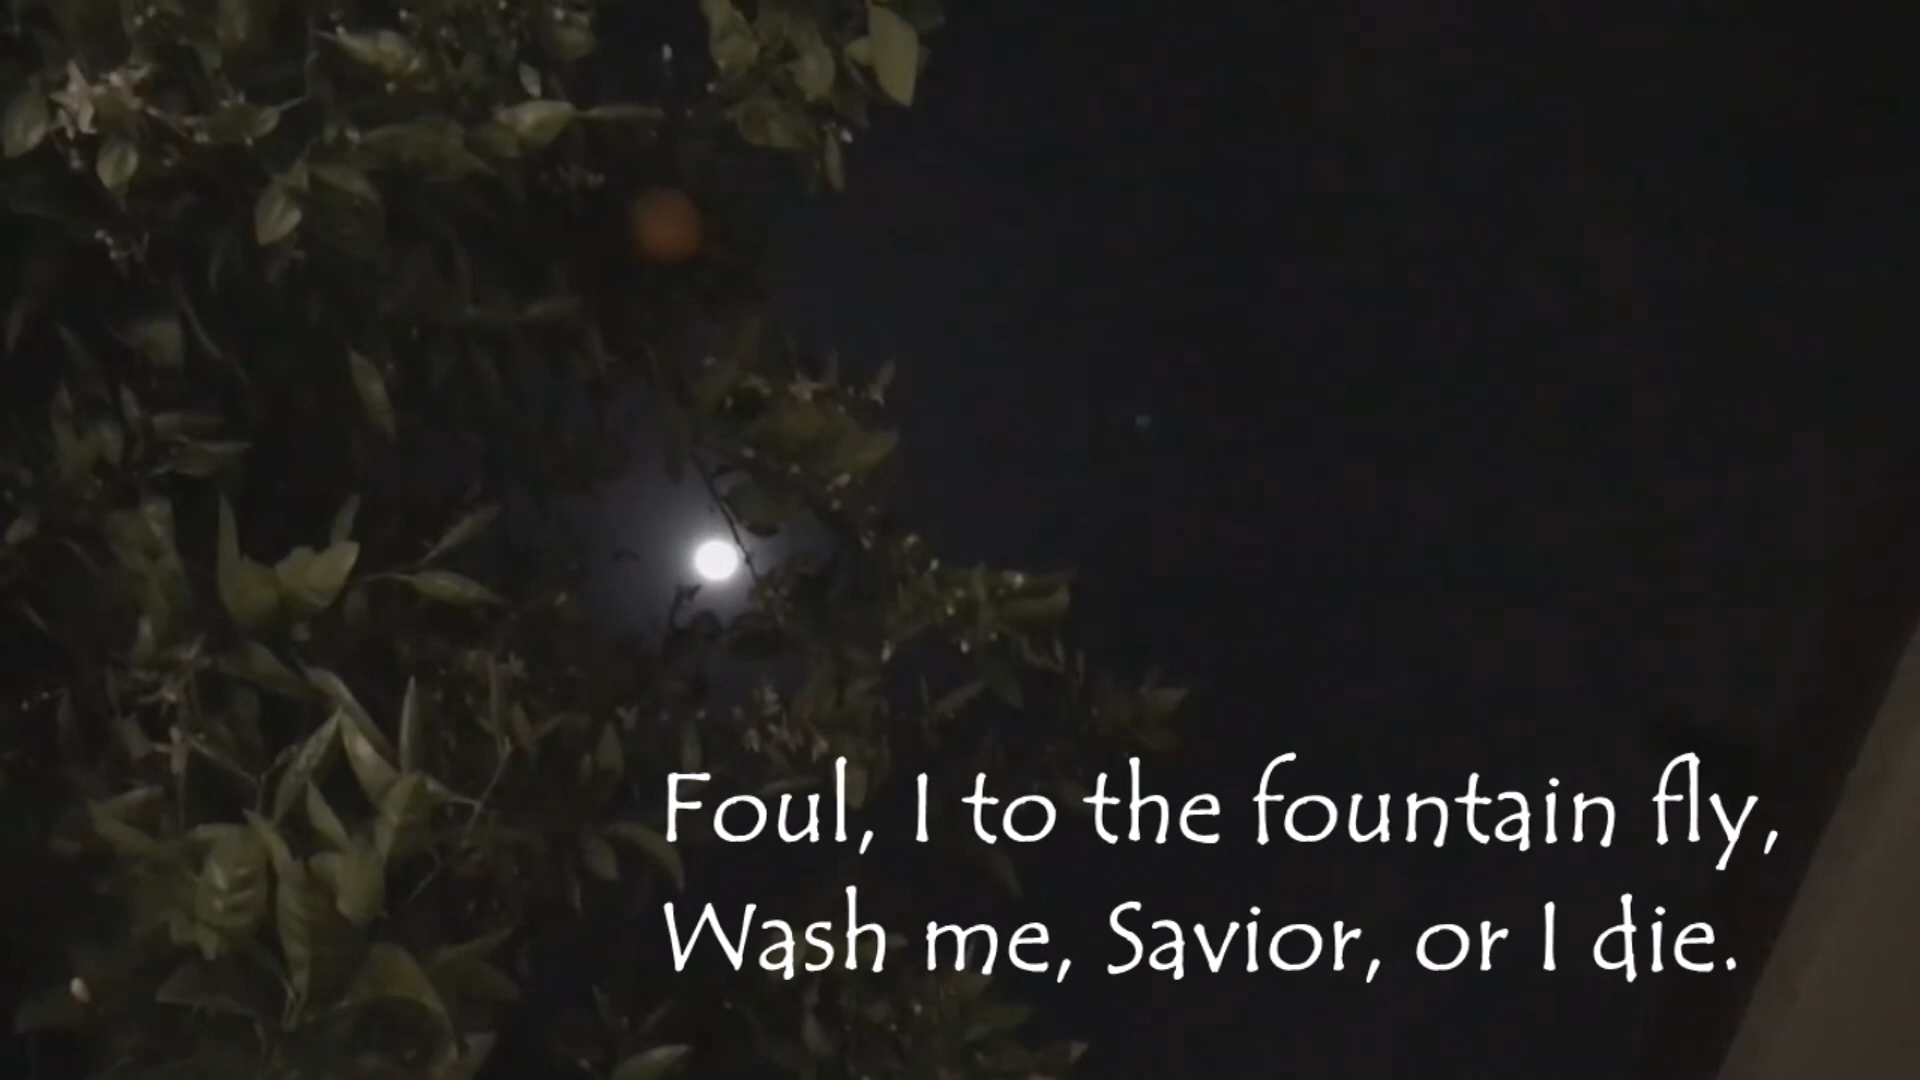 Foul, I to the fountain fly,
Wash me, Savior, or I die.